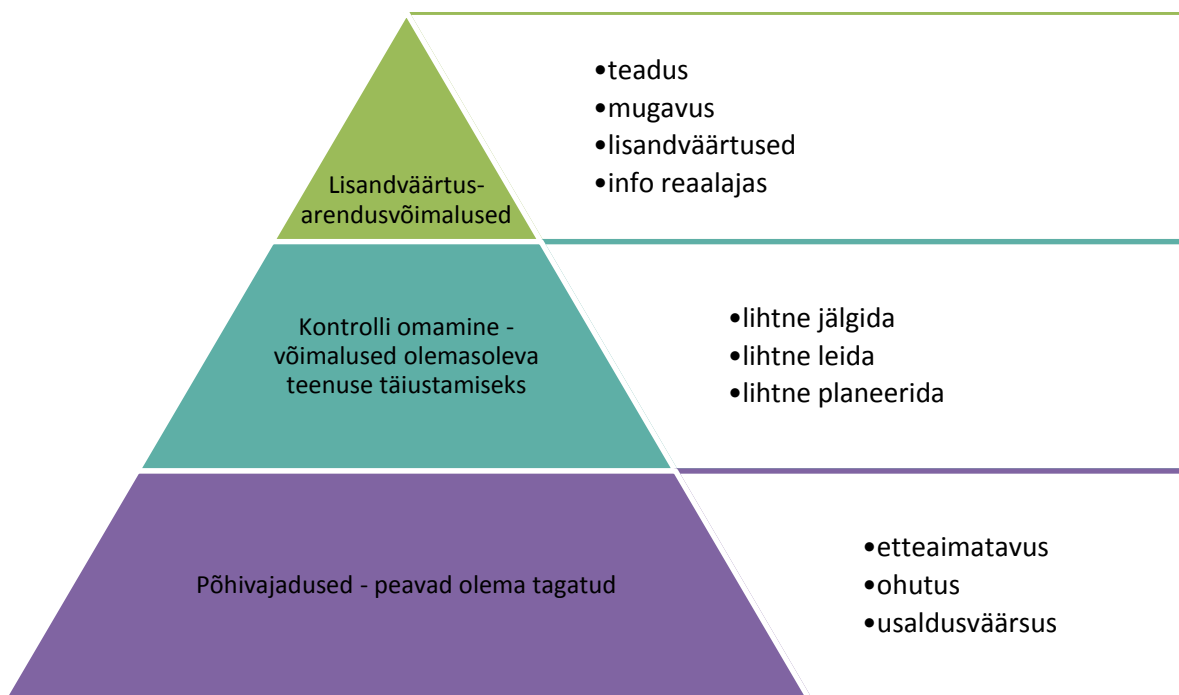 •teadus
•mugavus
•lisandväärtused
•info reaalajas
Lisandväärtus-
arendusvõimalused
Kontrolli omamine -
võimalused olemasoleva
teenuse täiustamiseks
•lihtne jälgida
•lihtne leida
•lihtne planeerida
Põhivajadused - peavad olema tagatud
•etteaimatavus
•ohutus
•usaldusväärsus